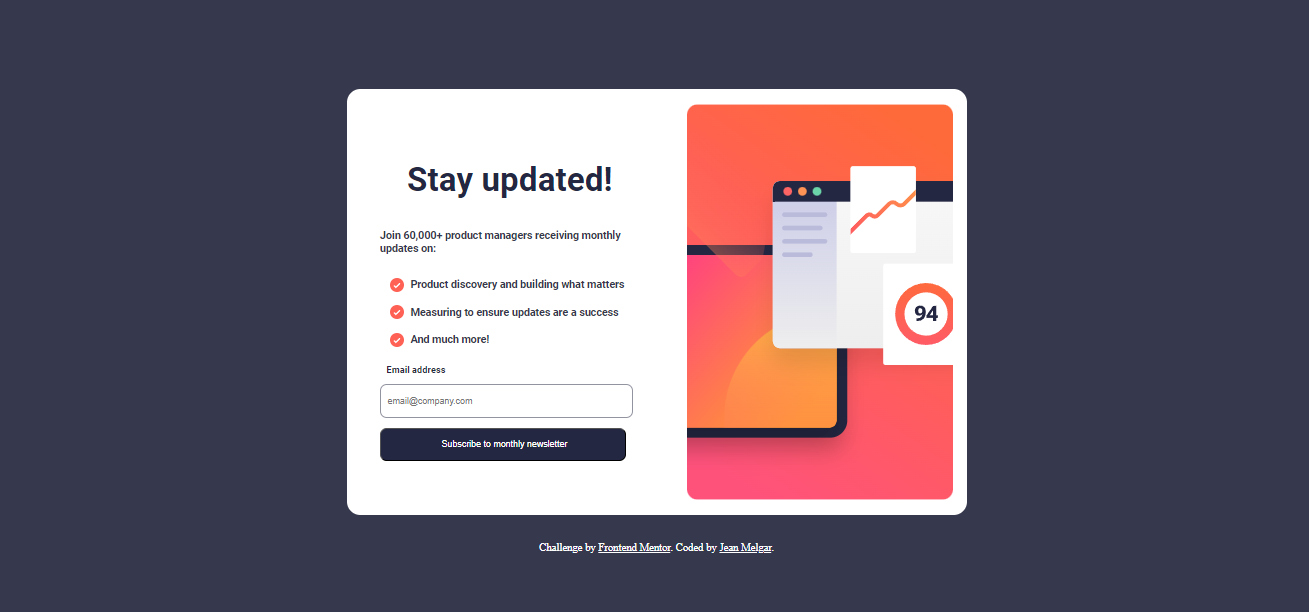 Stay updated!
Join 60,000+ product managers receiving monthly
updates on:
Product discovery and building what matters
Measuring to ensure updates are a success
And much more!
Email address
email@company.com
Subscribe to monthly newsletter
94
Challenge by Frontend Mentor. Coded by Jean Melgar.